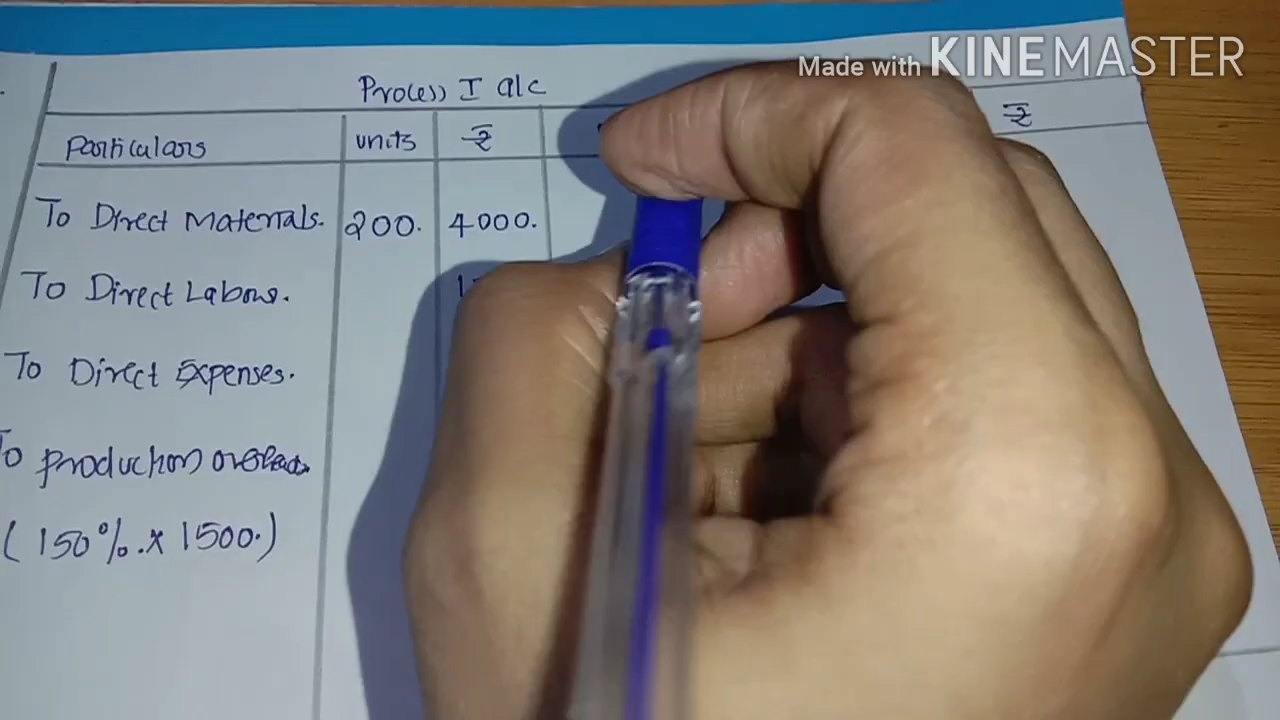 Made with KINEMASTER
Process I a/c
Particulars units ₹ ₹
To Direct Materials. 200. 4000.
To Direct Labour.
To Direct Expenses.
To production overheads
(150%.x 1500.)